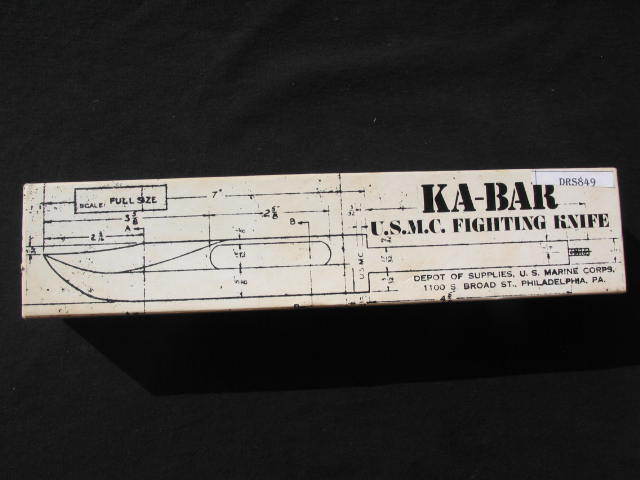 SCALE: FULL SIZE
7"
KA-BAR
DRS849
U.S.M.C. FIGHTING KNIFE
A
B
U S M C
DEPOT OF SUPPLIES, U. S. MARINE CORPS,
1100 S BROAD ST., PHILADELPHIA, PA.